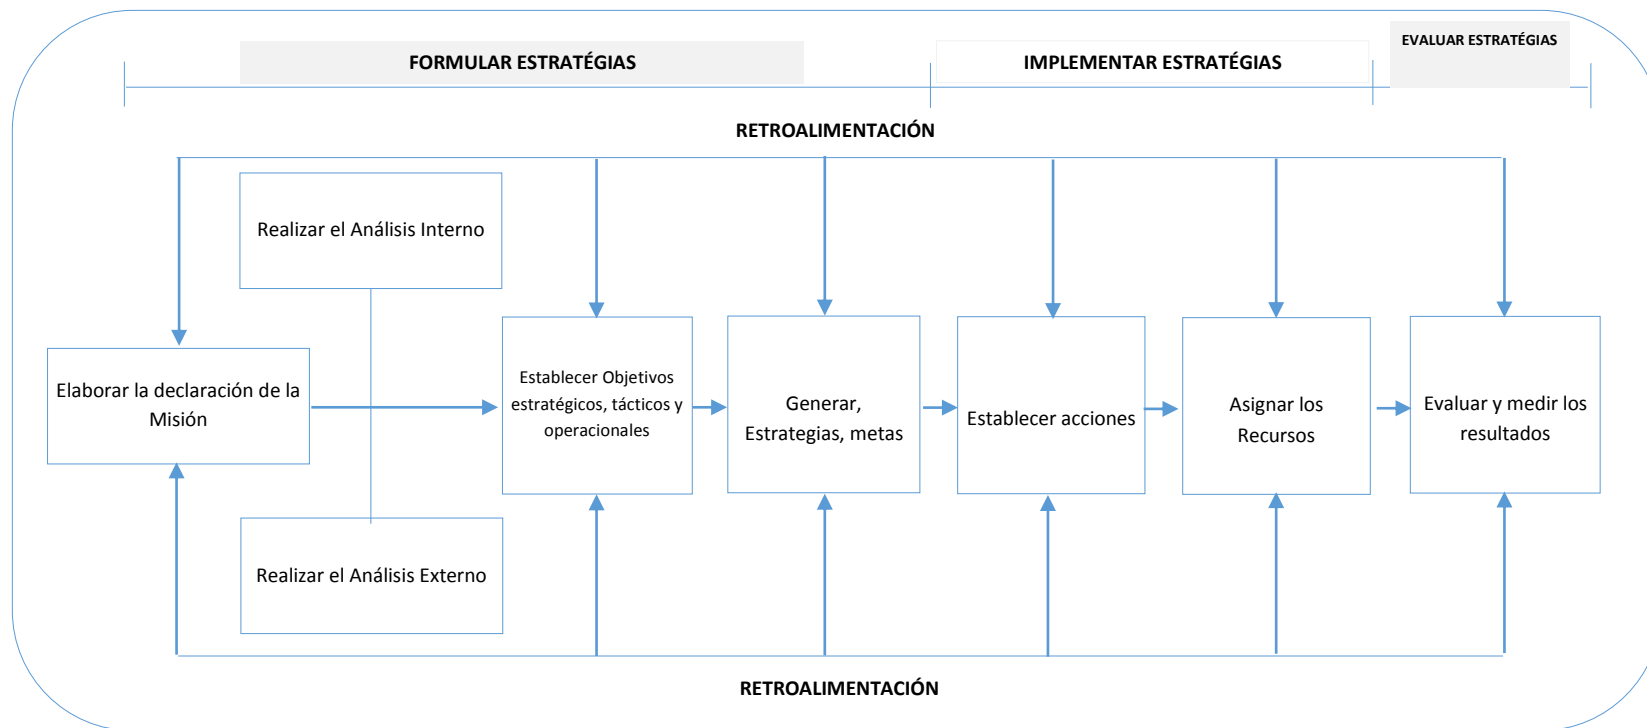 FORMULAR ESTRATÉGIAS
IMPLEMENTAR ESTRATÉGIAS
EVALUAR ESTRATÉGIAS
RETROALIMENTACIÓN
Realizar el Análisis Interno
Elaborar la declaración de la
Misión
Establecer Objetivos
estratégicos, tácticos y
operacionales
Generar,
Estrategias, metas
Establecer acciones
Asignar los
Recursos
Evaluar y medir los
resultados
Realizar el Análisis Externo
RETROALIMENTACIÓN